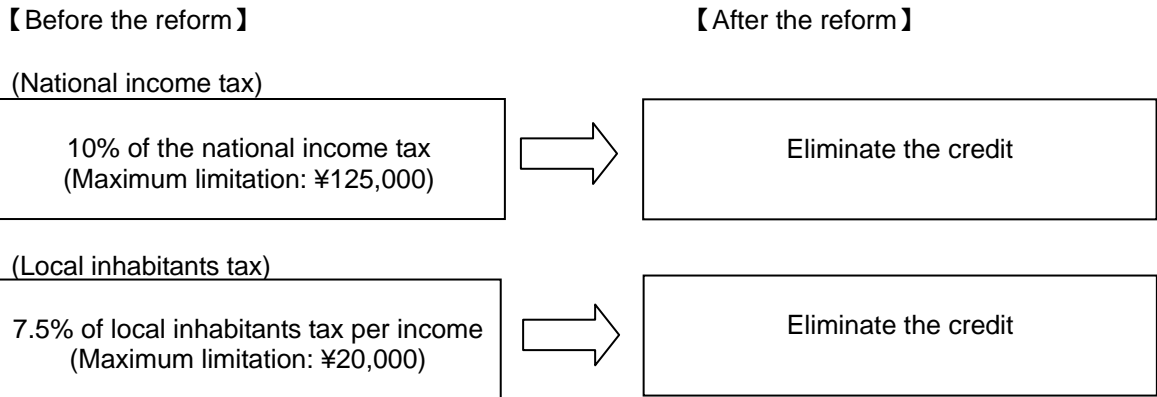 【Before the reform】
【After the reform】
(National income tax)
10% of the national income tax
(Maximum limitation: ¥125,000)
Eliminate the credit
(Local inhabitants tax)
7.5% of local inhabitants tax per income
(Maximum limitation: ¥20,000)
Eliminate the credit